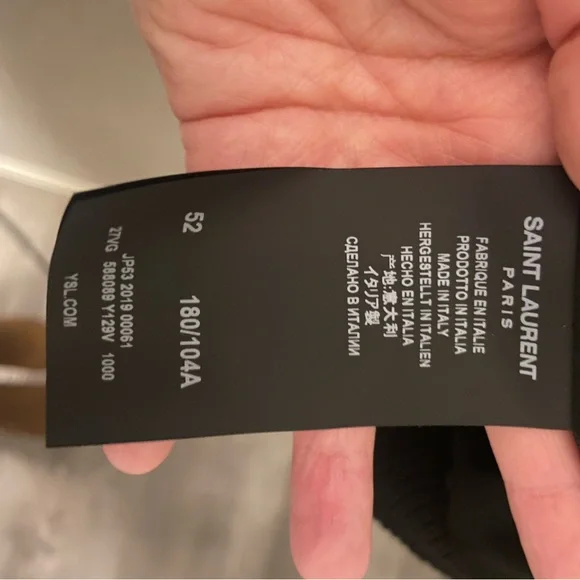 SAINT LAURENT
PARIS
FABRIQUE EN ITALIE
PRODOTTO IN ITALIA
MADE IN ITALY
HERGESTELLT IN ITALIEN
HECHO EN ITALIA
产地:意大利
イタリア製
СДЕЛАНО В ИТАЛИИ
52 180/104A
JP53 2019 00061
27VG 588089 Y129V 1000
YSL.COM